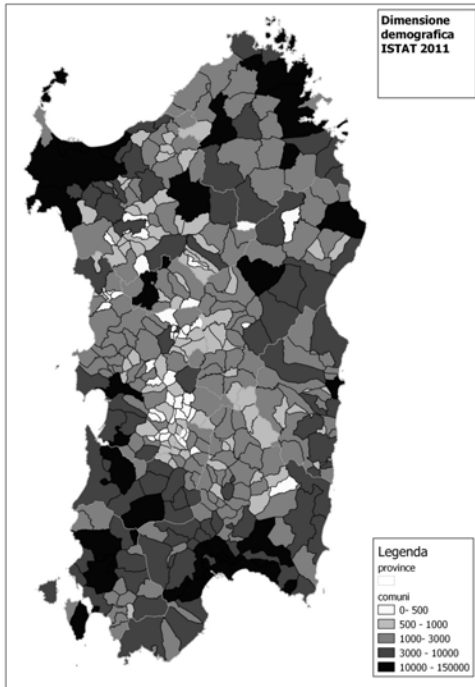 Dimensione
demografica
ISTAT 2011
Legenda
province
comuni
0- 500
500 - 1000
1000- 3000
3000 - 10000
10000 - 150000